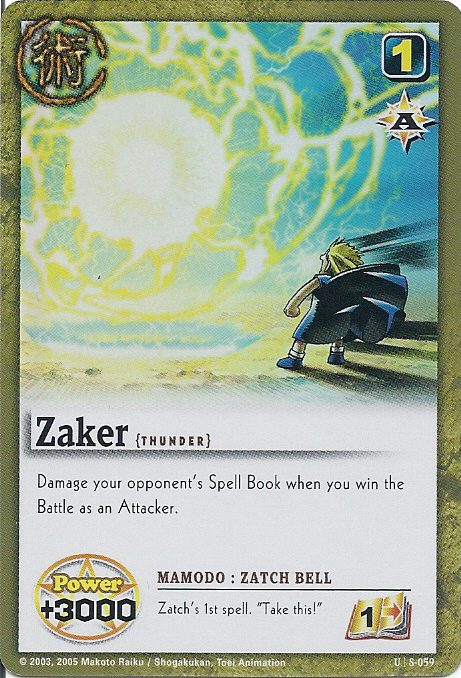 術
1
A
Zaker {THUNDER}
Damage your opponent's Spell Book when you win the
Battle as an Attacker.
Power
+3000
MAMODO : ZATCH BELL
Zatch's 1st spell. "Take this!"
1
© 2003, 2005 Makoto Raiku / Shogakukan, Toei Animation
U | S-059